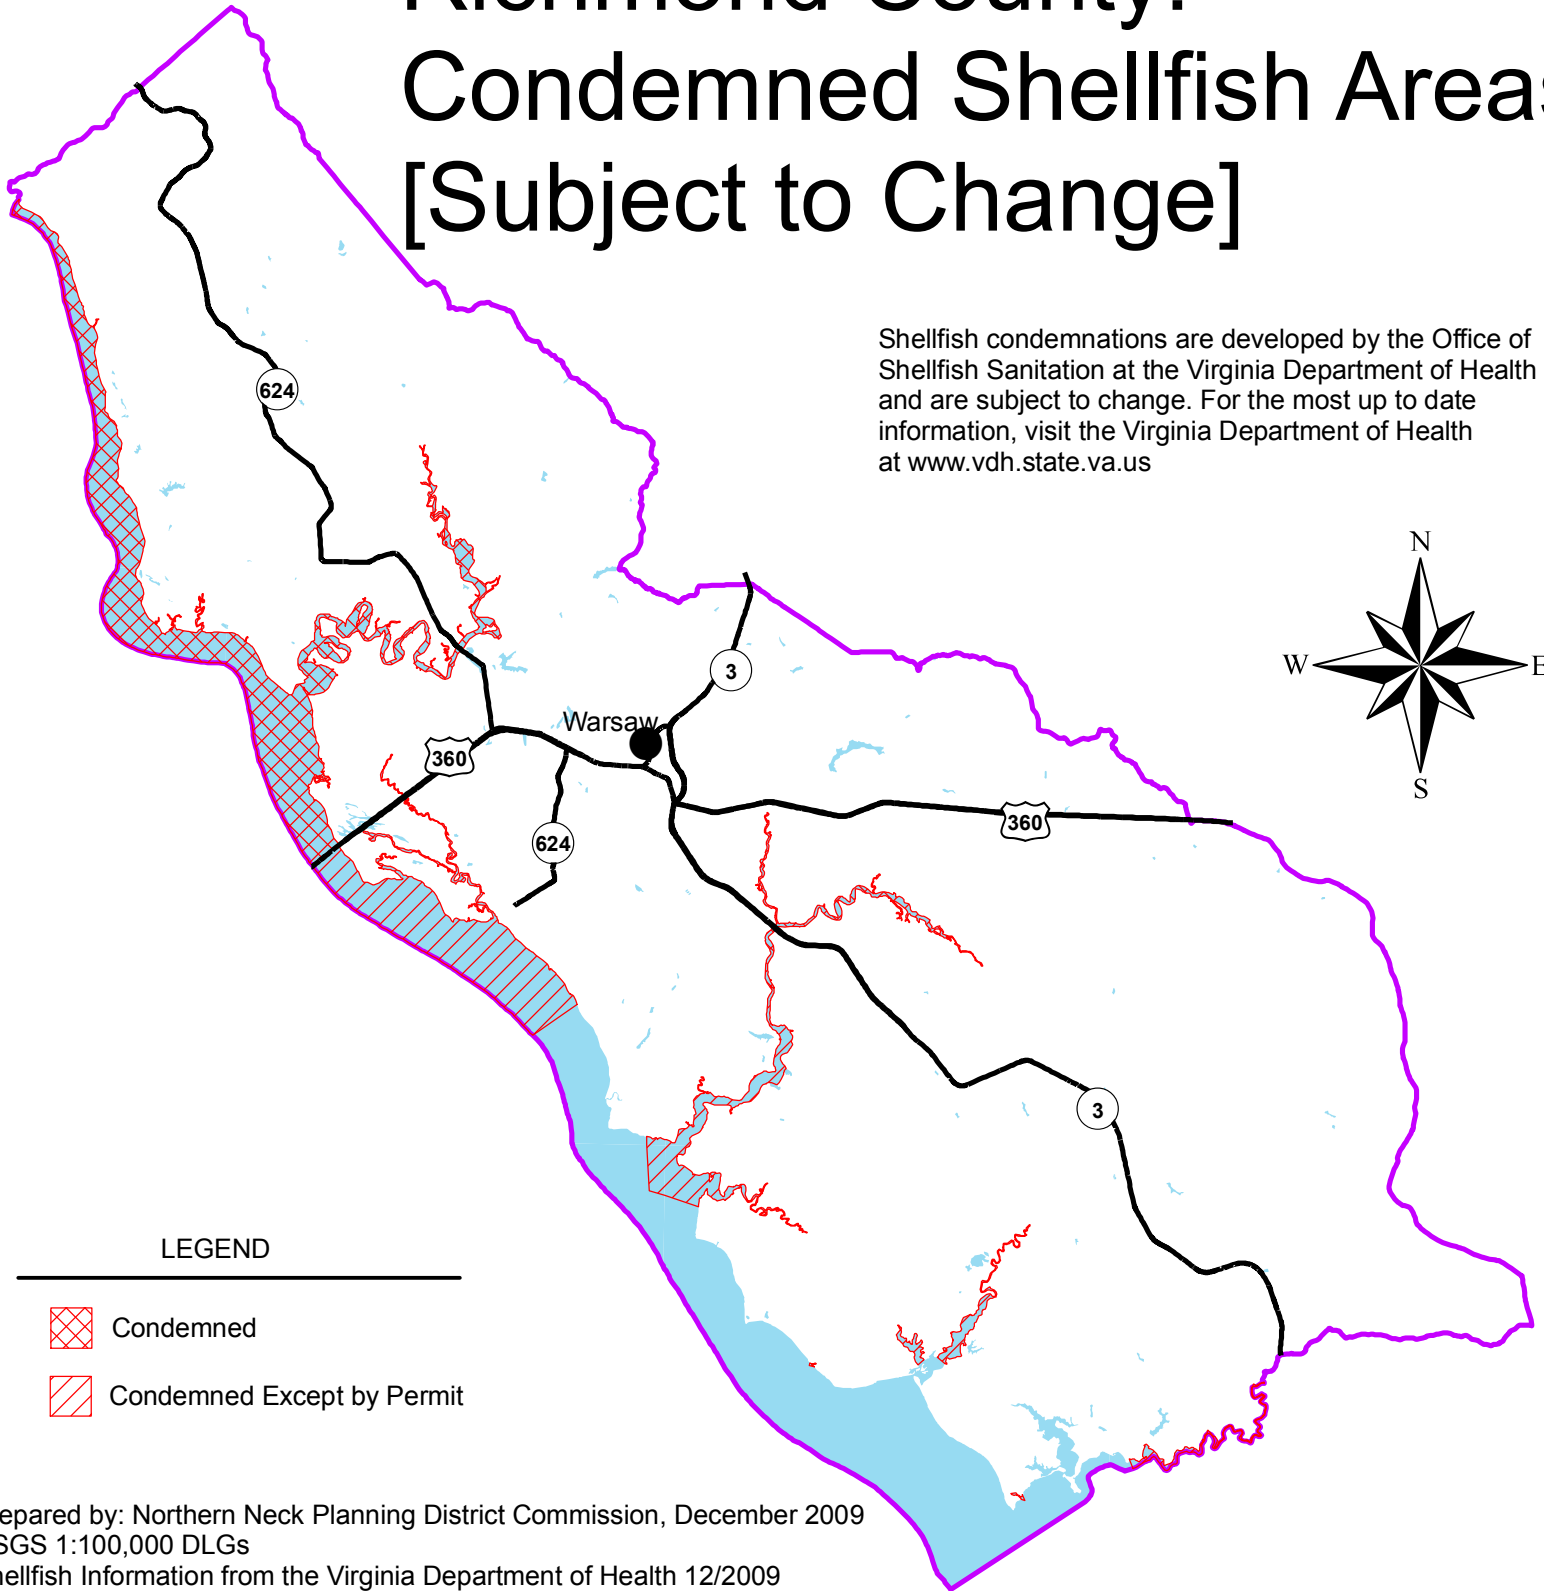 Richmond County:
Condemned Shellfish Areas
[Subject to Change]
Shellfish condemnations are developed by the Office of
Shellfish Sanitation at the Virginia Department of Health
and are subject to change. For the most up to date
information, visit the Virginia Department of Health
at www.vdh.state.va.us
624
N
W
E
S
3
Warsaw
360
360
624
3
LEGEND
Condemned
Condemned Except by Permit
epared by: Northern Neck Planning District Commission, December 2009
SGS 1:100,000 DLGs
hellfish Information from the Virginia Department of Health 12/2009